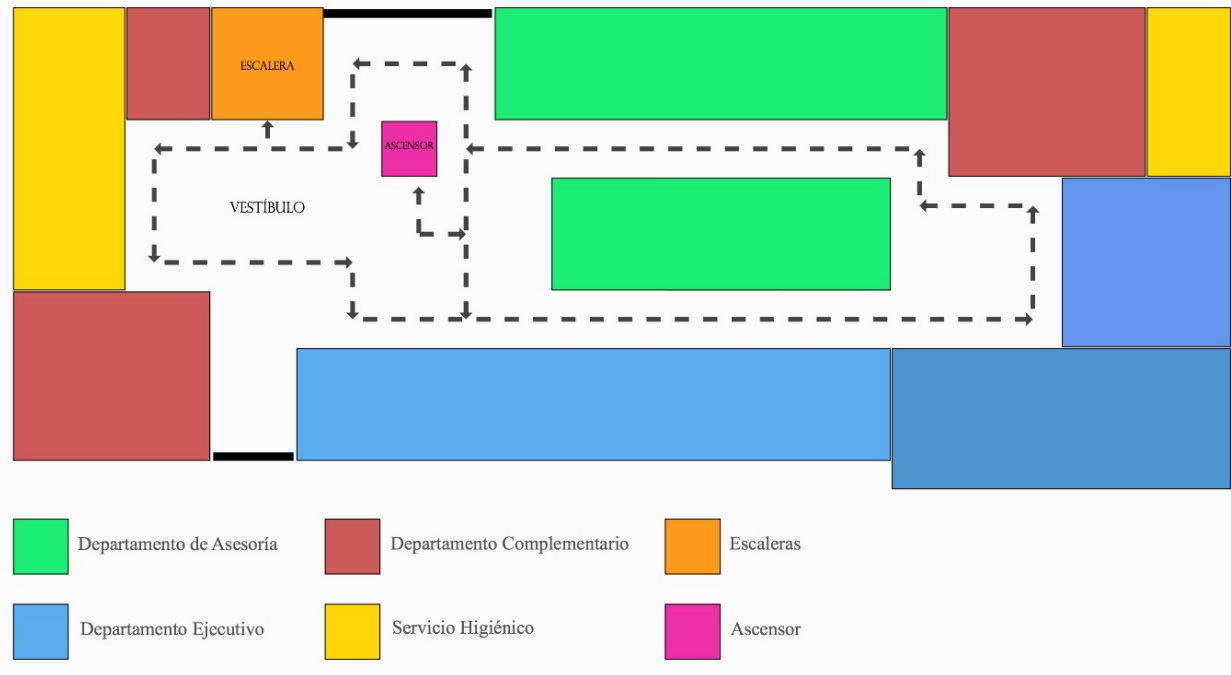 ESCALERA
ASCENSOR
VESTÍBULO
Departamento de Asesoría
Departamento Complementario
Escaleras
Departamento Ejecutivo
Servicio Higiénico
Ascensor